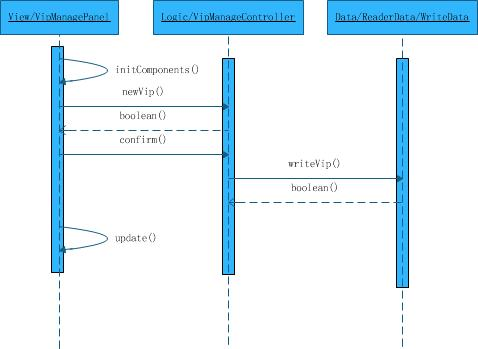 View/VipManagePanel
Logic/VipManageController
Data/ReaderData/WriteData
initComponents()
newVip()
boolean()
confirm()
writeVip()
boolean()
update()